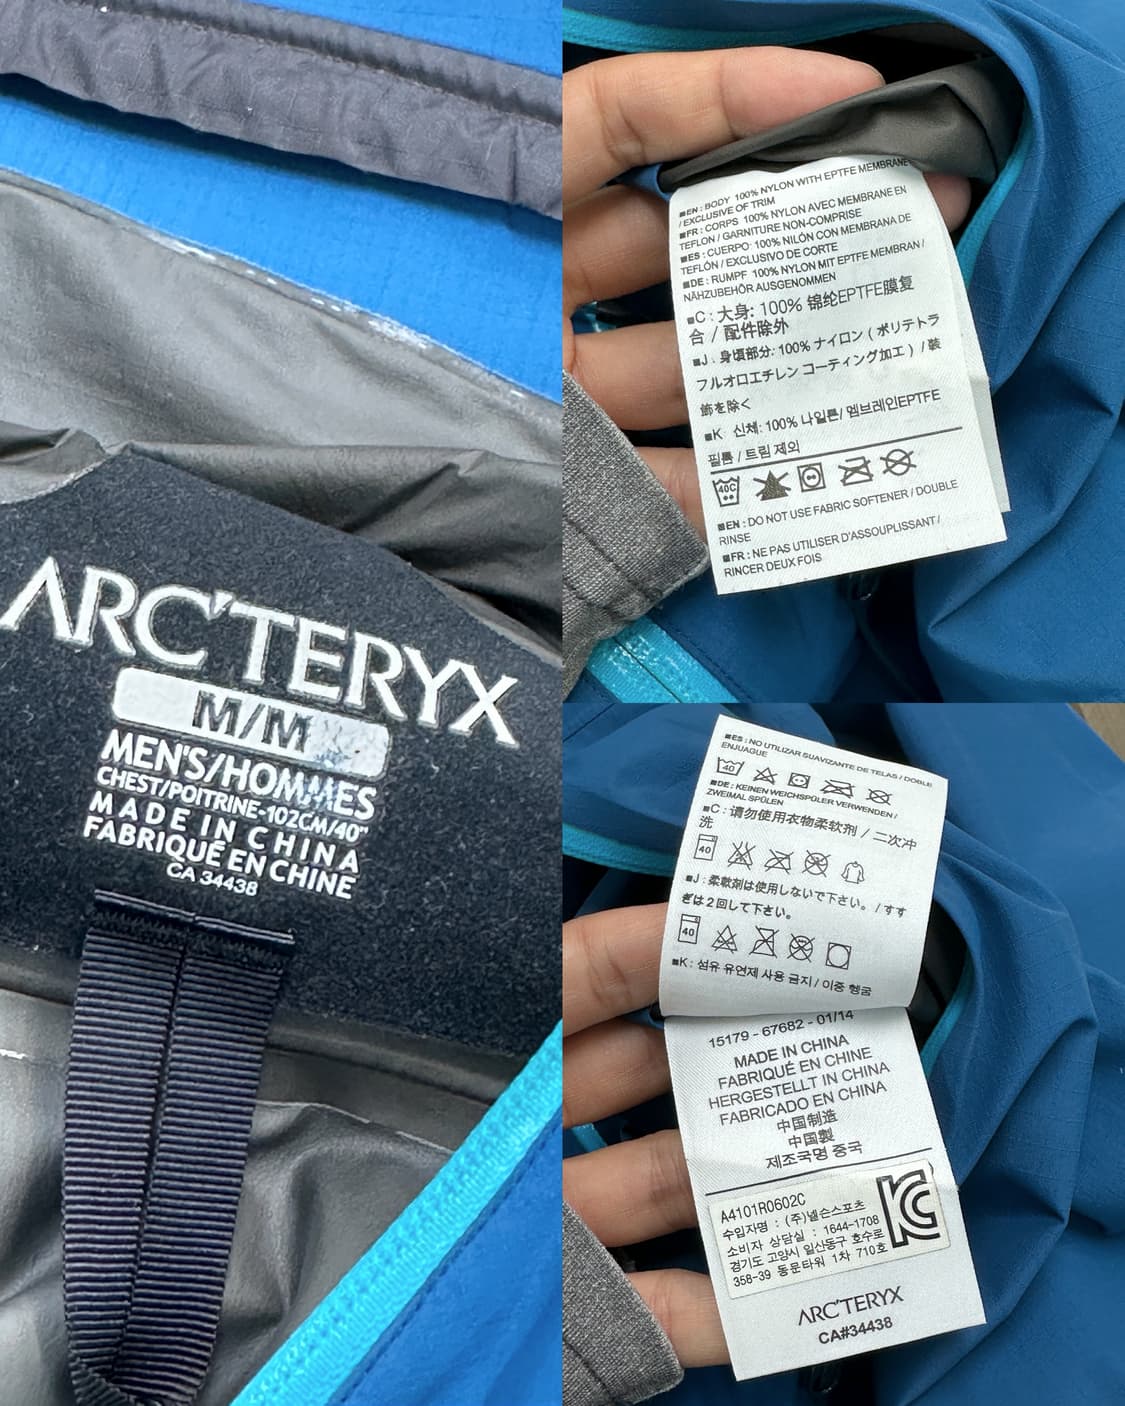 ARC'TERYX
M/M
MEN'S/HOMMES
CHEST/POITRINE-102CM/40"
MADE IN CHINA
FABRIQUÉ EN CHINE
CA 34438
■EN: BODY 100% NYLON WITH EPTFE MEMBRANE
/ EXCLUSIVE OF TRIM
■FR: CORPS 100% NYLON AVEC MEMBRANE EN
TEFLON / GARNITURE NON-COMPRISE
■ES: CUERPO: 100% NILÓN CON MEMBRANA DE
TEFLÓN / EXCLUSIVO DE CORTE
■DE: RUMPF 100% NYLON MIT EPTFE MEMBRAN /
NÄHZUBEHÖR AUSGENOMMEN
■C: 大身: 100% 锦纶EPTFE膜复
合 / 配件除外
■J: 身頃部分: 100% ナイロン ( ポリテトラ
フルオロエチレン コーティング加工 ) / 装
飾を除く
■K: 신체: 100% 나일론/ 멤브레인EPTFE
필름 / 트림 제외
40C
■EN: DO NOT USE FABRIC SOFTENER / DOUBLE
RINSE
■FR: NE PAS UTILISER D'ASSOUPLISSANT /
RINCER DEUX FOIS
■ES: NO UTILIZAR SUAVIZANTE DE TELAS / DOBLE
ENJUAGUE
40
■DE: KEINEN WEICHSPÜLER VERWENDEN /
ZWEIMAL SPÜLEN
■C: 请勿使用衣物柔软剂 / 二次冲
洗
40
■J: 柔軟剤は使用しないで下さい。/ すす
ぎは2回して下さい。
40
■K: 섬유 유연제 사용 금지 / 이중 헹굼
15179 - 67682 - 01/14
MADE IN CHINA
FABRIQUÉ EN CHINE
HERGESTELLT IN CHINA
FABRICADO EN CHINA
中国制造
中国製
제조국명 중국
A4101R0602C
수입자명 : (주)넬슨스포츠
소비자 상담실 : 1644-1708
경기도 고양시 일산동구 호수로
358-39 동문타워 1차 710호
ARC'TERYX
CA#34438